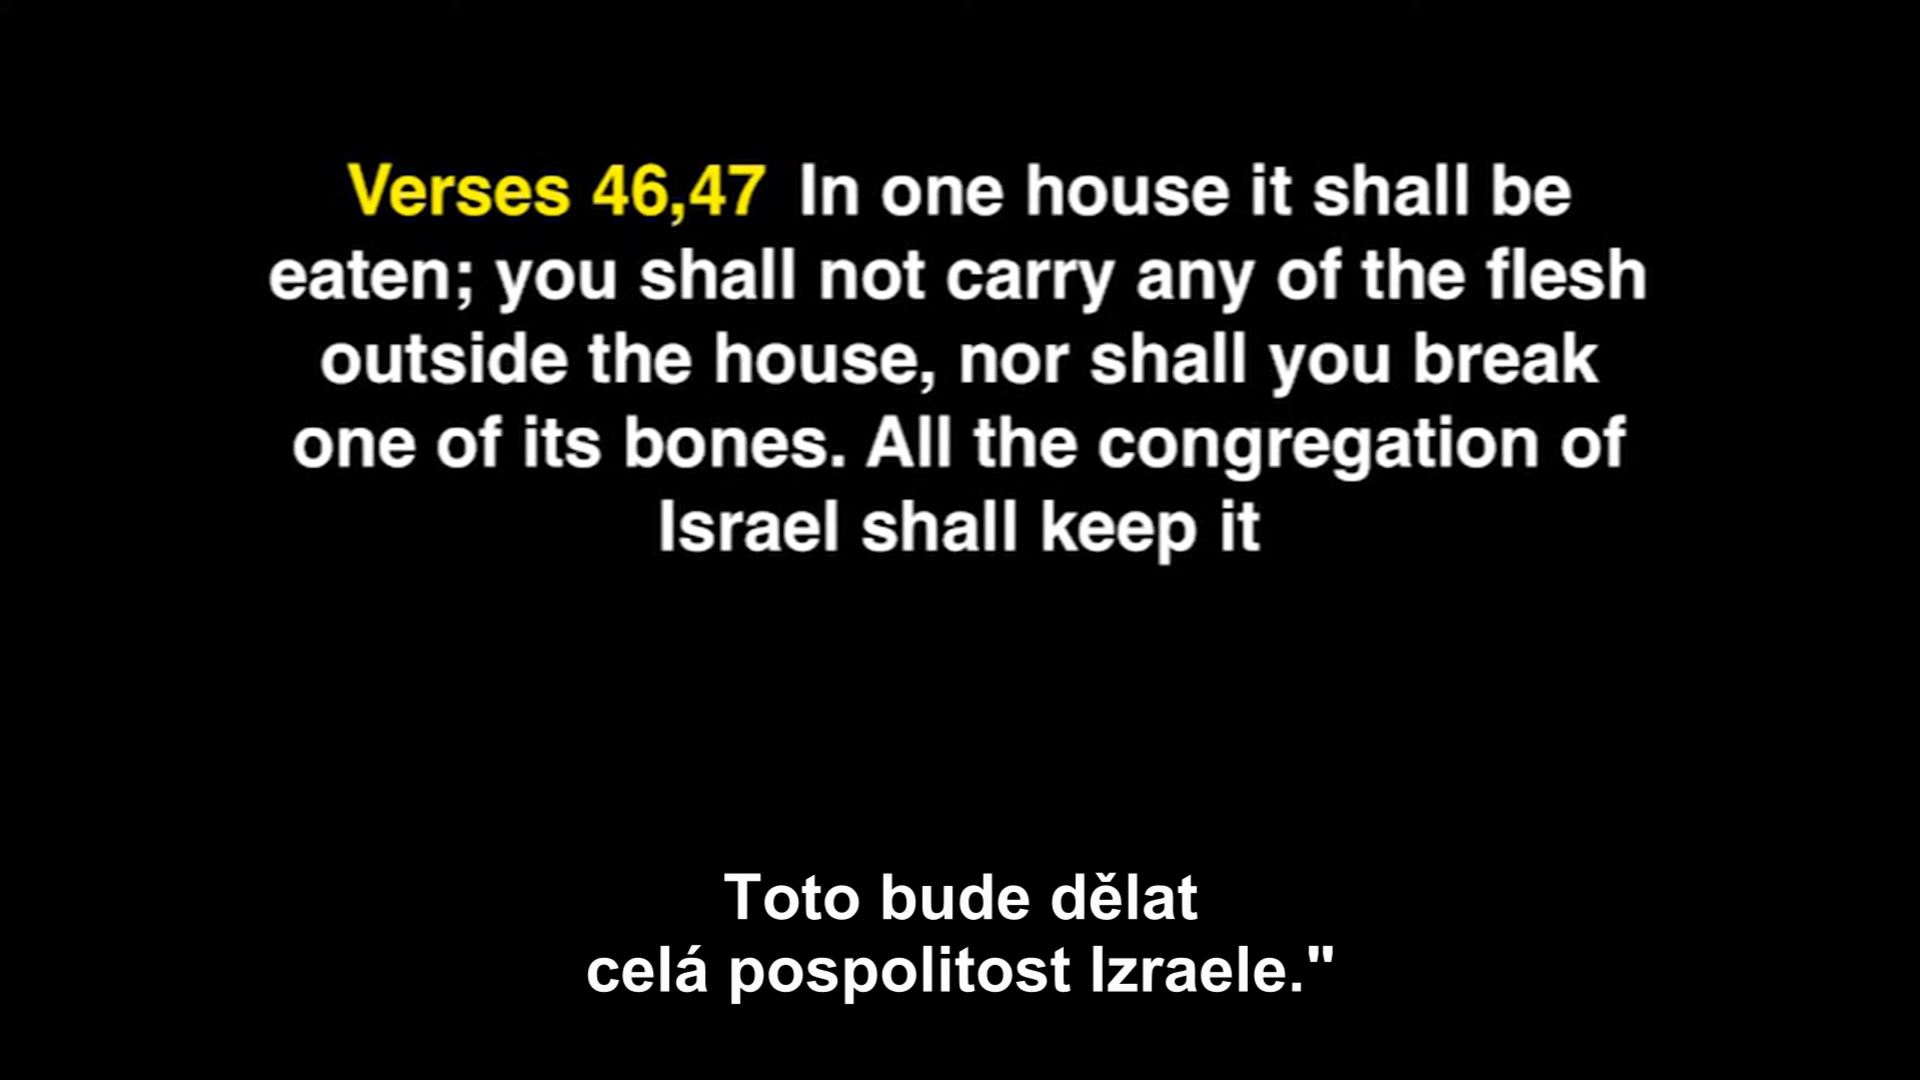 Verses 46,47 In one house it shall be
eaten; you shall not carry any of the flesh
outside the house, nor shall you break
one of its bones. All the congregation of
Israel shall keep it
Toto bude dělat
celá pospolitost Izraele."